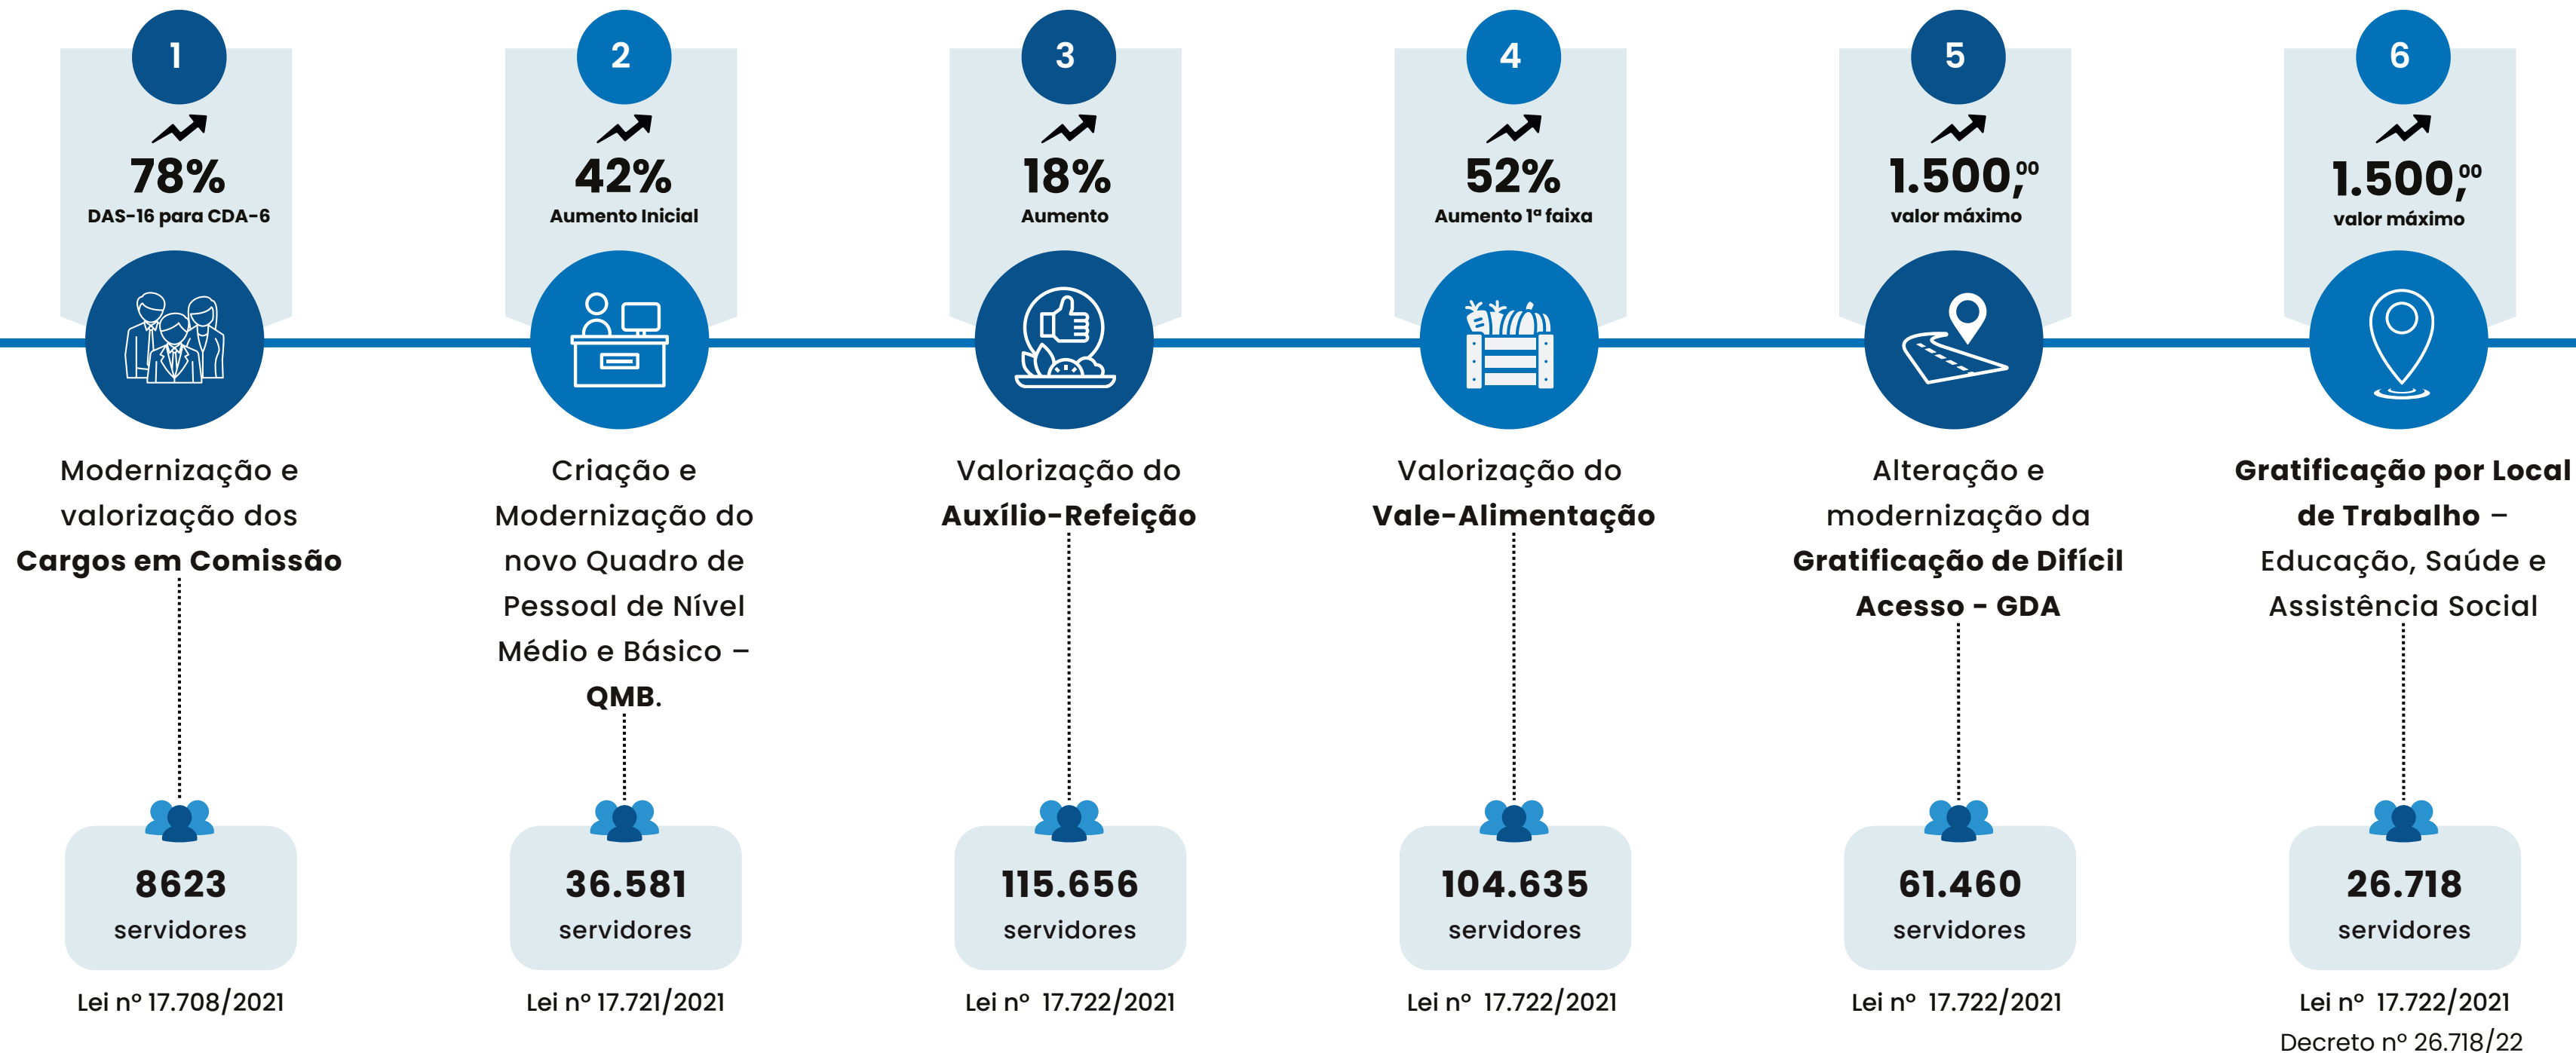 1
78%
DAS-16 para CDA-6
Modernização e
valorização dos
Cargos em Comissão
8623
servidores
Lei nº 17.708/2021
2
42%
Aumento Inicial
Criação e
Modernização do
novo Quadro de
Pessoal de Nível
Médio e Básico –
QMB.
36.581
servidores
Lei nº 17.721/2021
3
18%
Aumento
Valorização do
Auxílio-Refeição
115.656
servidores
Lei nº 17.722/2021
4
52%
Aumento 1ª faixa
Valorização do
Vale-Alimentação
104.635
servidores
Lei nº 17.722/2021
5
1.500,00
valor máximo
Alteração e
modernização da
Gratificação de Difícil
Acesso - GDA
61.460
servidores
Lei nº 17.722/2021
6
1.500,00
valor máximo
Gratificação por Local
de Trabalho –
Educação, Saúde e
Assistência Social
26.718
servidores
Lei nº 17.722/2021
Decreto nº 26.718/22